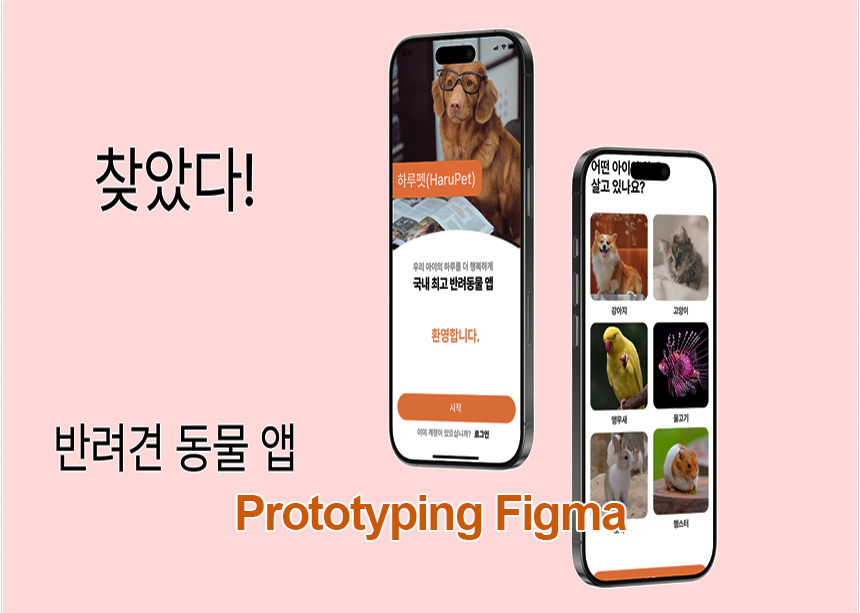 찾았다!
반려견 동물 앱
하루펫(HaruPet)
우리 아이의 하루를 더 행복하게
국내 최고 반려동물 앱
환영합니다.
시작
이미 계정이 있으십니까? 로그인
어떤 아이
살고 있나요?
강아지
고양이
앵무새
물고기
햄스터
Prototyping Figma